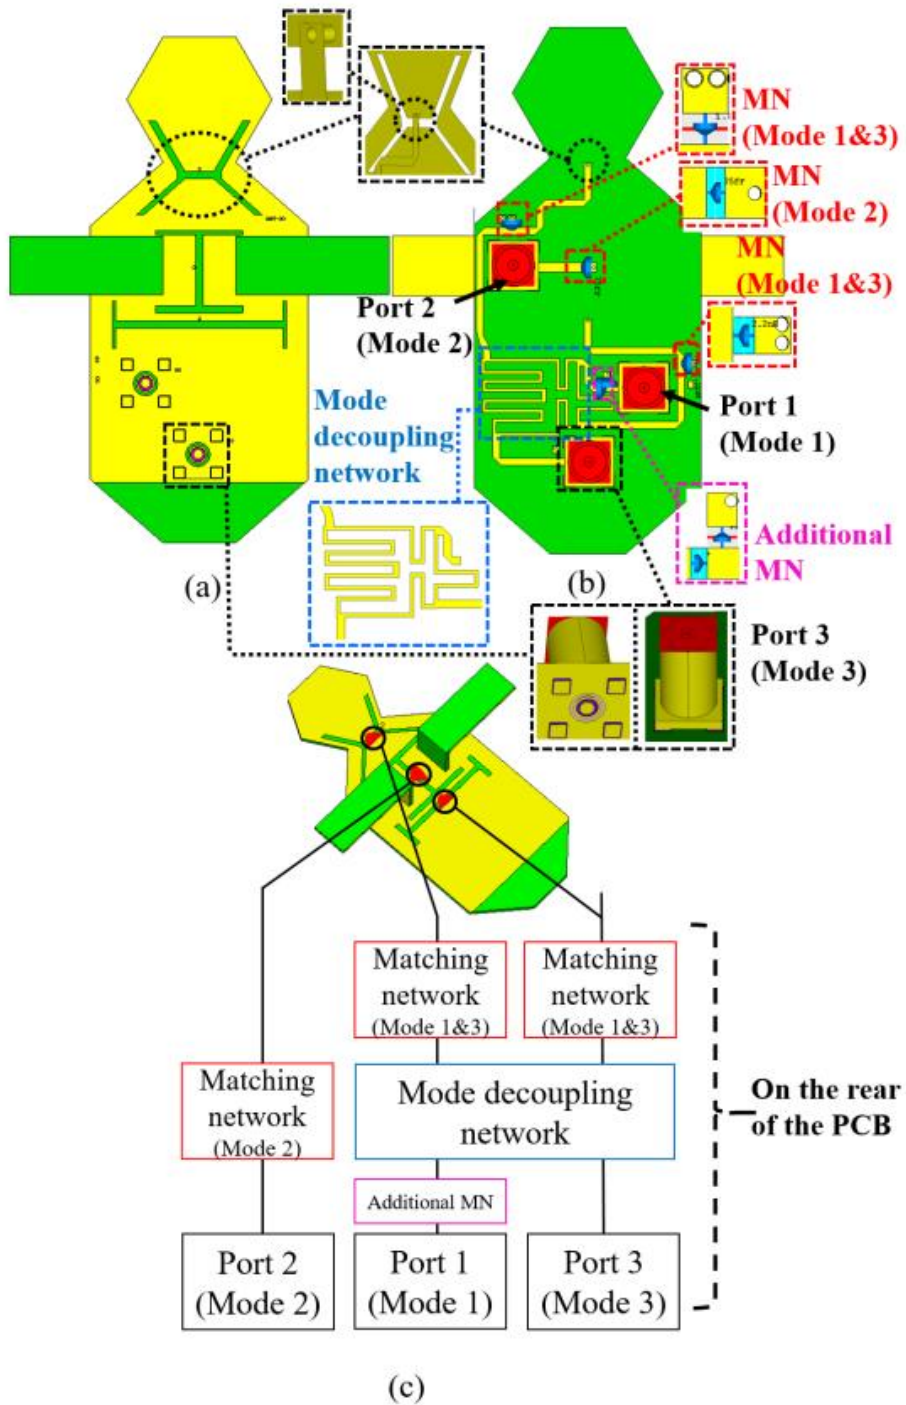 MN
(Mode 1&3)
MN
(Mode 2)
MN
(Mode 1&3)
Port 2
(Mode 2)
Port 1
(Mode 1)
Mode
decoupling
network
Additional
MN
(a)
(b)
Port 3
(Mode 3)
Matching
network
(Mode 1&3)
Matching
network
(Mode 1&3)
Matching
network
(Mode 2)
Mode decoupling
network
On the rear
of the PCB
Additional MN
Port 2
(Mode 2)
Port 1
(Mode 1)
Port 3
(Mode 3)
(c)